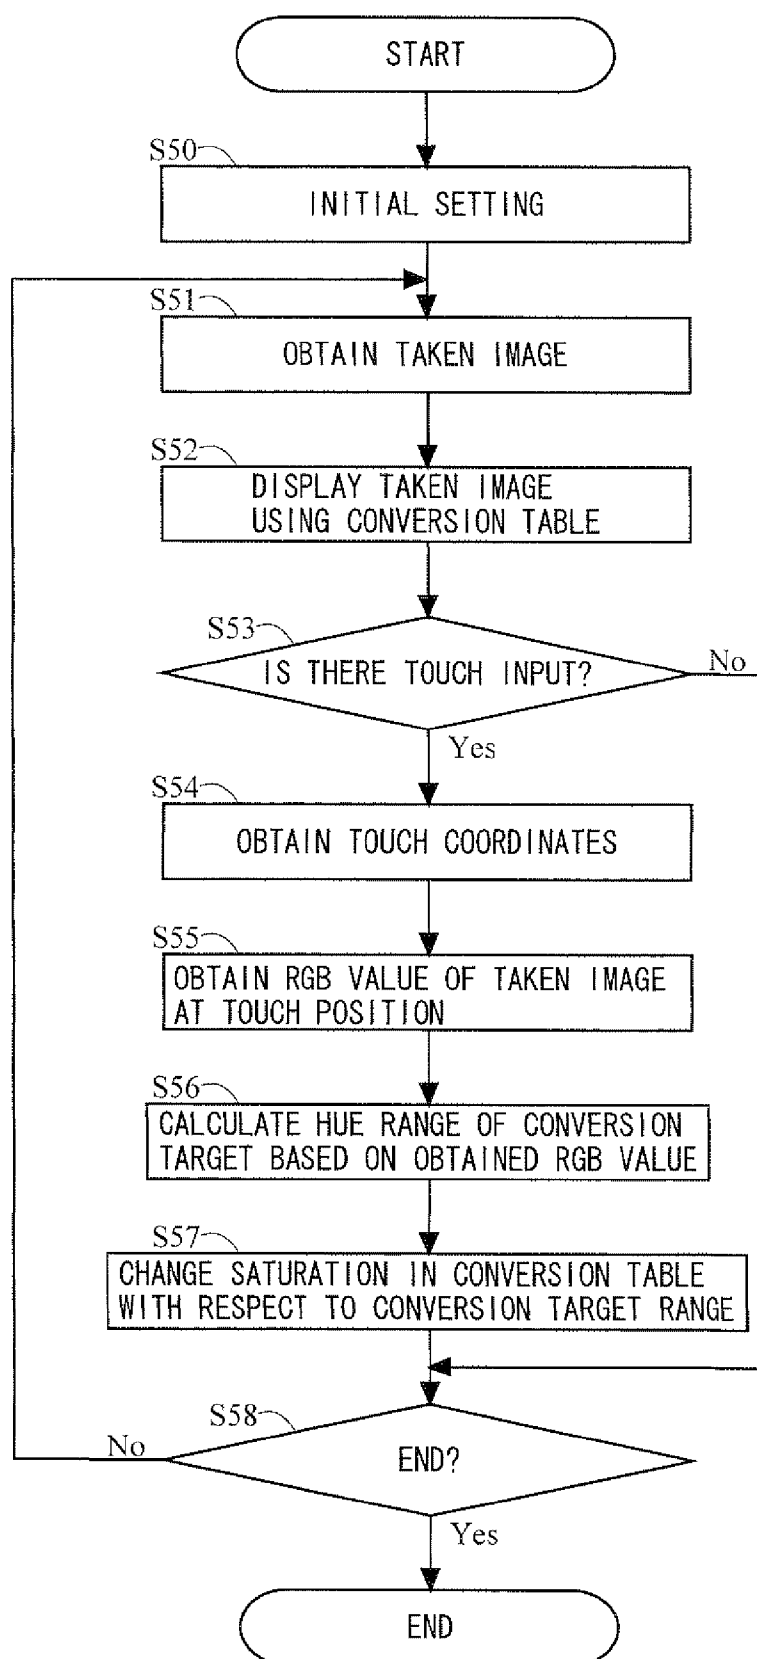 START
S50
INITIAL SETTING
S51
OBTAIN TAKEN IMAGE
S52
DISPLAY TAKEN IMAGE
USING CONVERSION TABLE
S53
IS THERE TOUCH INPUT?
No
Yes
S54
OBTAIN TOUCH COORDINATES
S55
OBTAIN RGB VALUE OF TAKEN IMAGE
AT TOUCH POSITION
S56
CALCULATE HUE RANGE OF CONVERSION
TARGET BASED ON OBTAINED RGB VALUE
S57
CHANGE SATURATION IN CONVERSION TABLE
WITH RESPECT TO CONVERSION TARGET RANGE
S58
No
END?
Yes
END